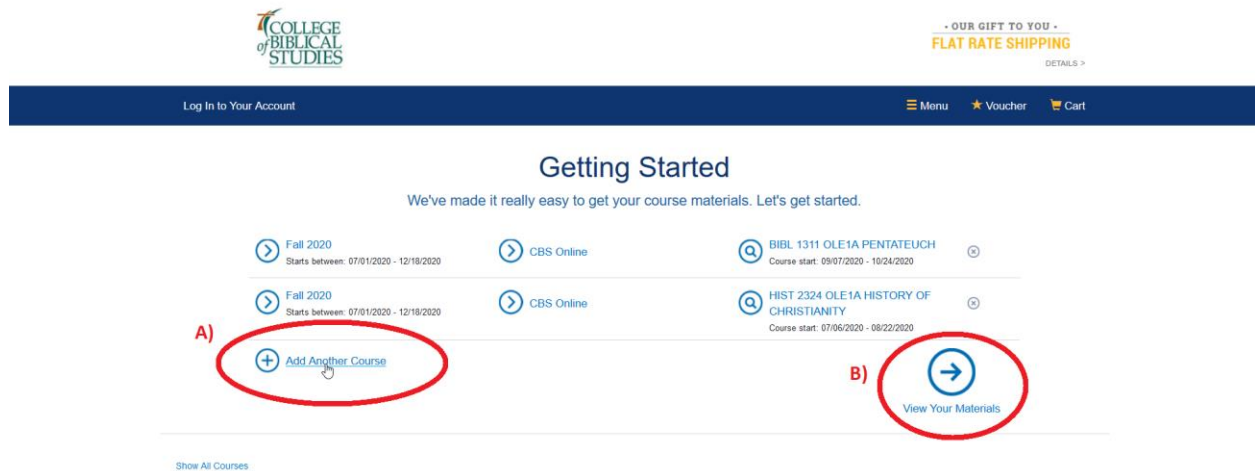 COLLEGE
of BIBLICAL
STUDIES
- OUR GIFT TO YOU -
FLAT RATE SHIPPING
DETAILS >
Log In to Your Account
Menu
Voucher
Cart
Getting Started
We've made it really easy to get your course materials. Let's get started.
Fall 2020
Starts between: 07/01/2020 - 12/18/2020
CBS Online
BIBL 1311 OLE1A PENTATEUCH
Course start: 09/07/2020 - 10/24/2020
Fall 2020
Starts between: 07/01/2020 - 12/18/2020
CBS Online
HIST 2324 OLE1A HISTORY OF
CHRISTIANITY
Course start: 07/06/2020 - 08/22/2020
A)
Add Another Course
B)
View Your Materials
Show All Courses